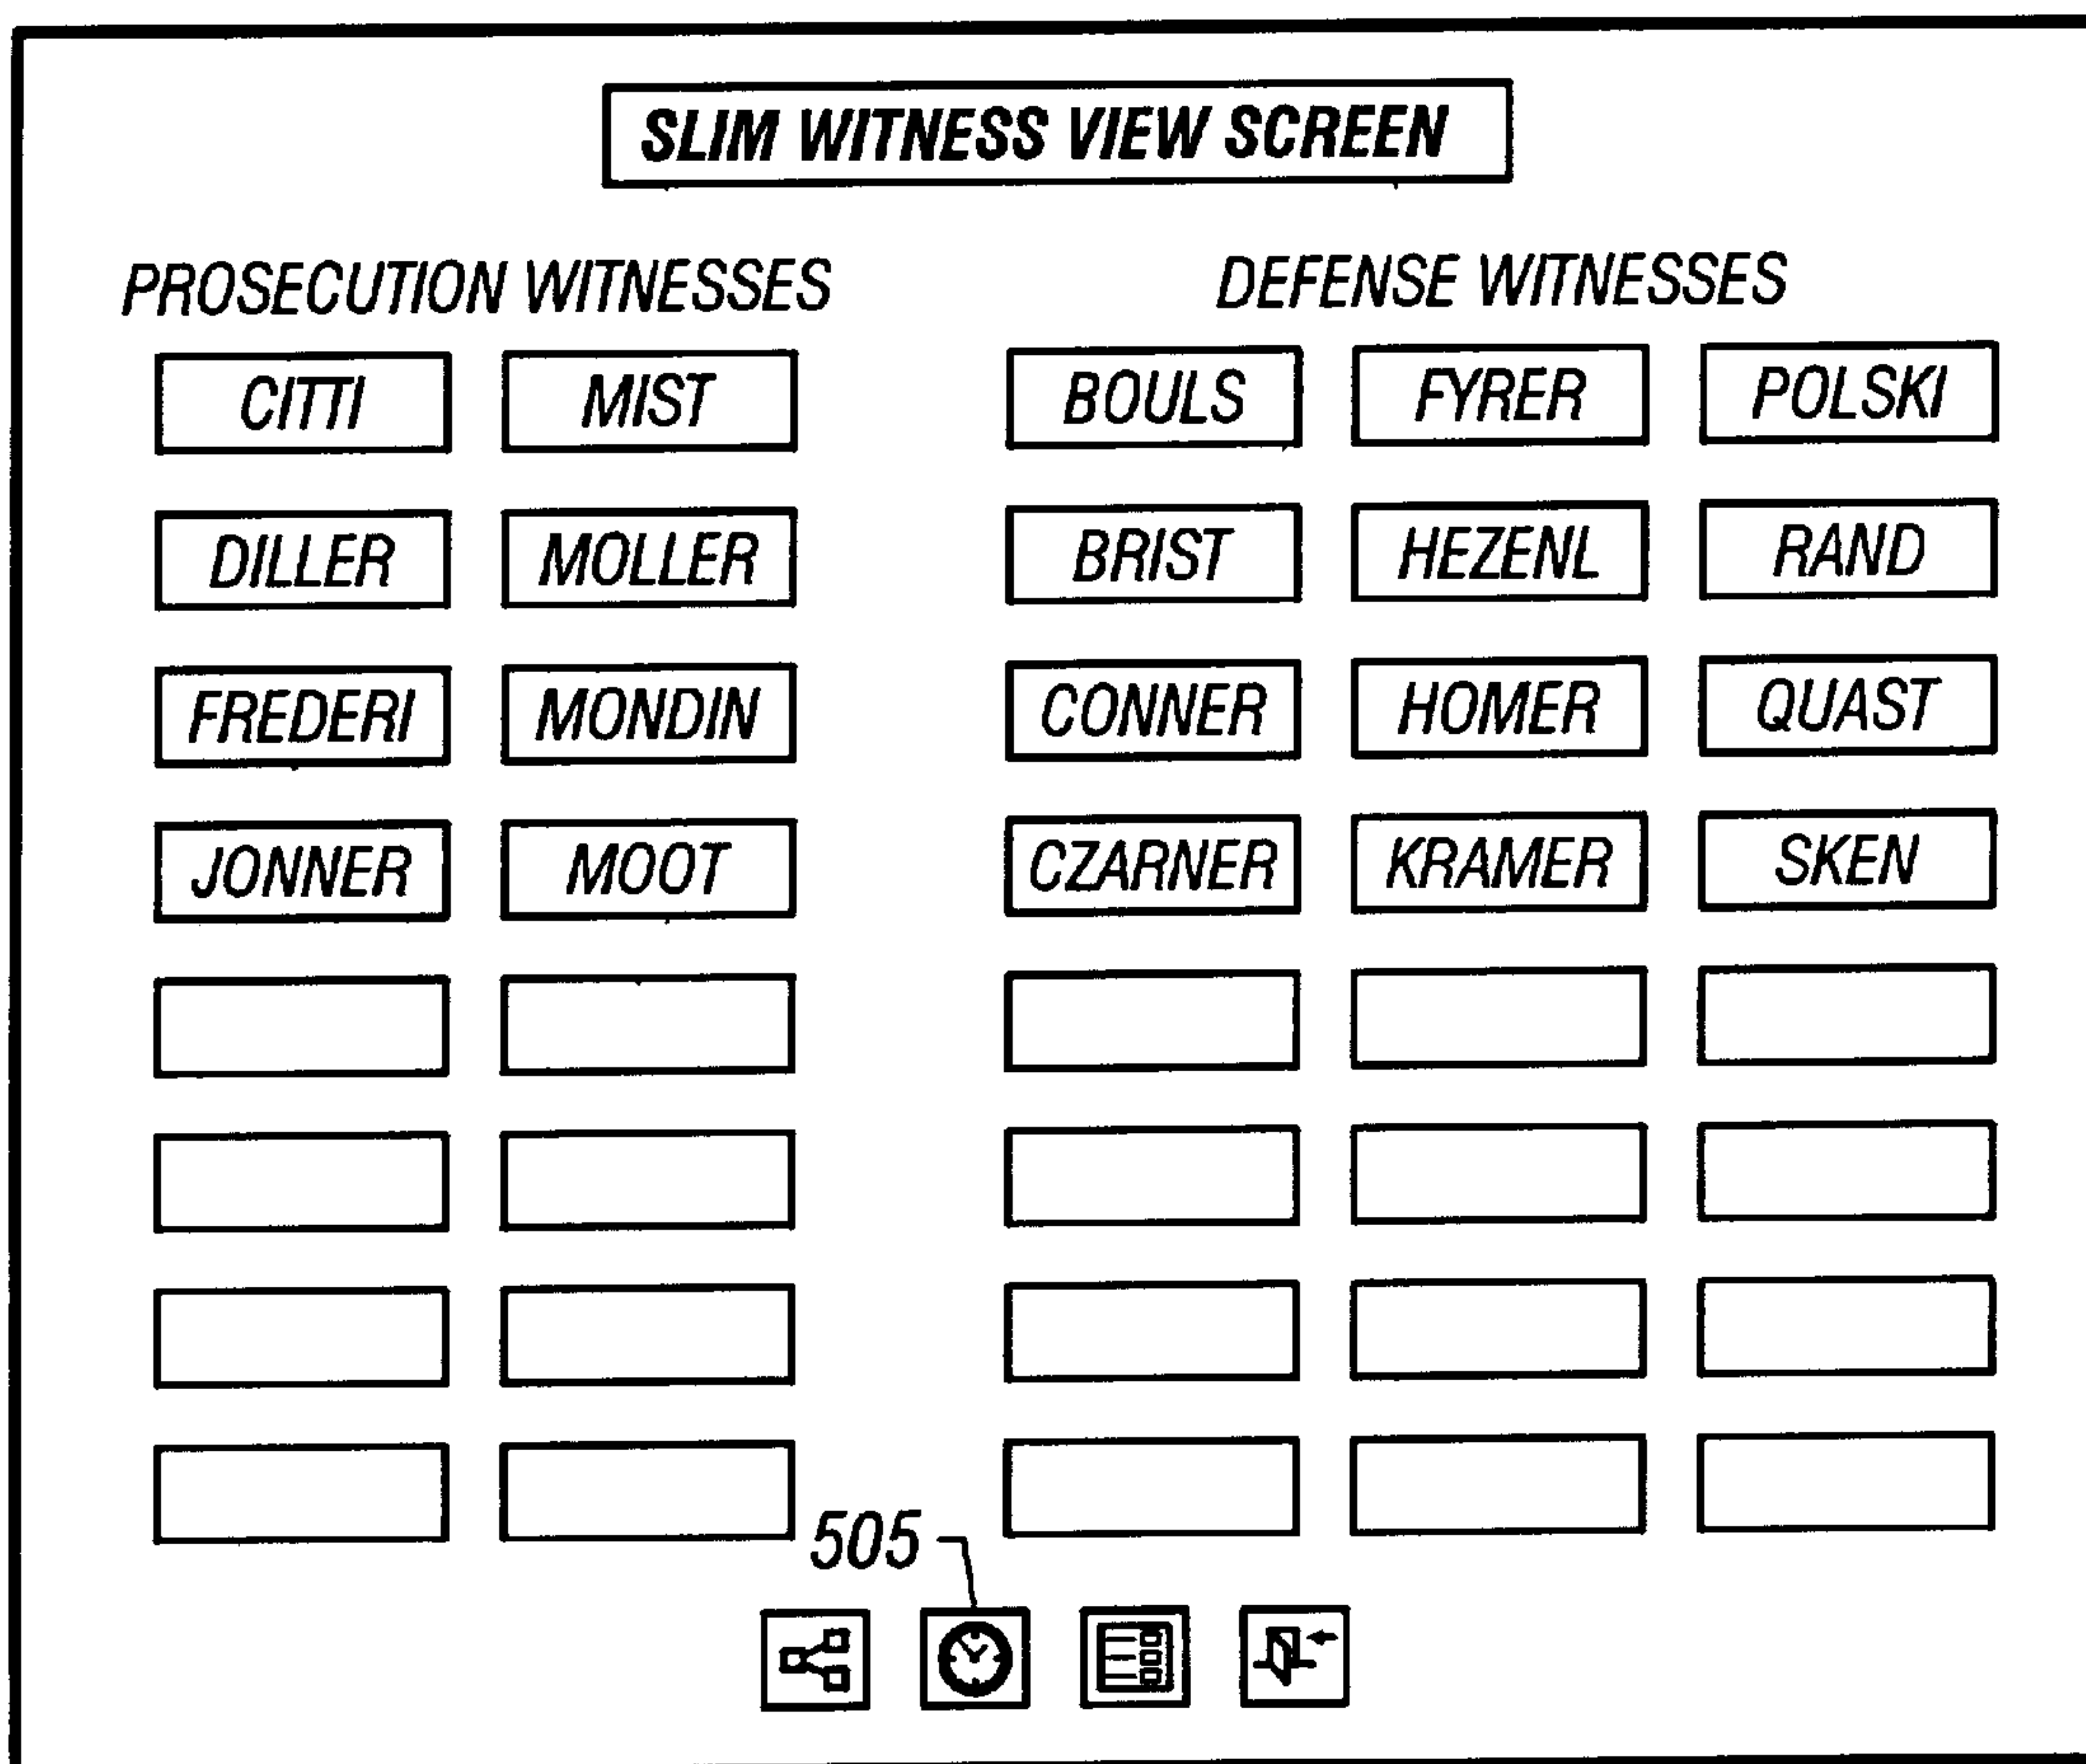 SLIM WITNESS VIEW SCREEN
PROSECUTION WITNESSES DEFENSE WITNESSES
CITTI MIST BOULS FYRER POLSKI
DILLER MOLLER BRIST HEZENL RAND
FREDERI MONDIN CONNER HOMER QUAST
JONNER MOOT CZARNER KRAMER SKEN
505